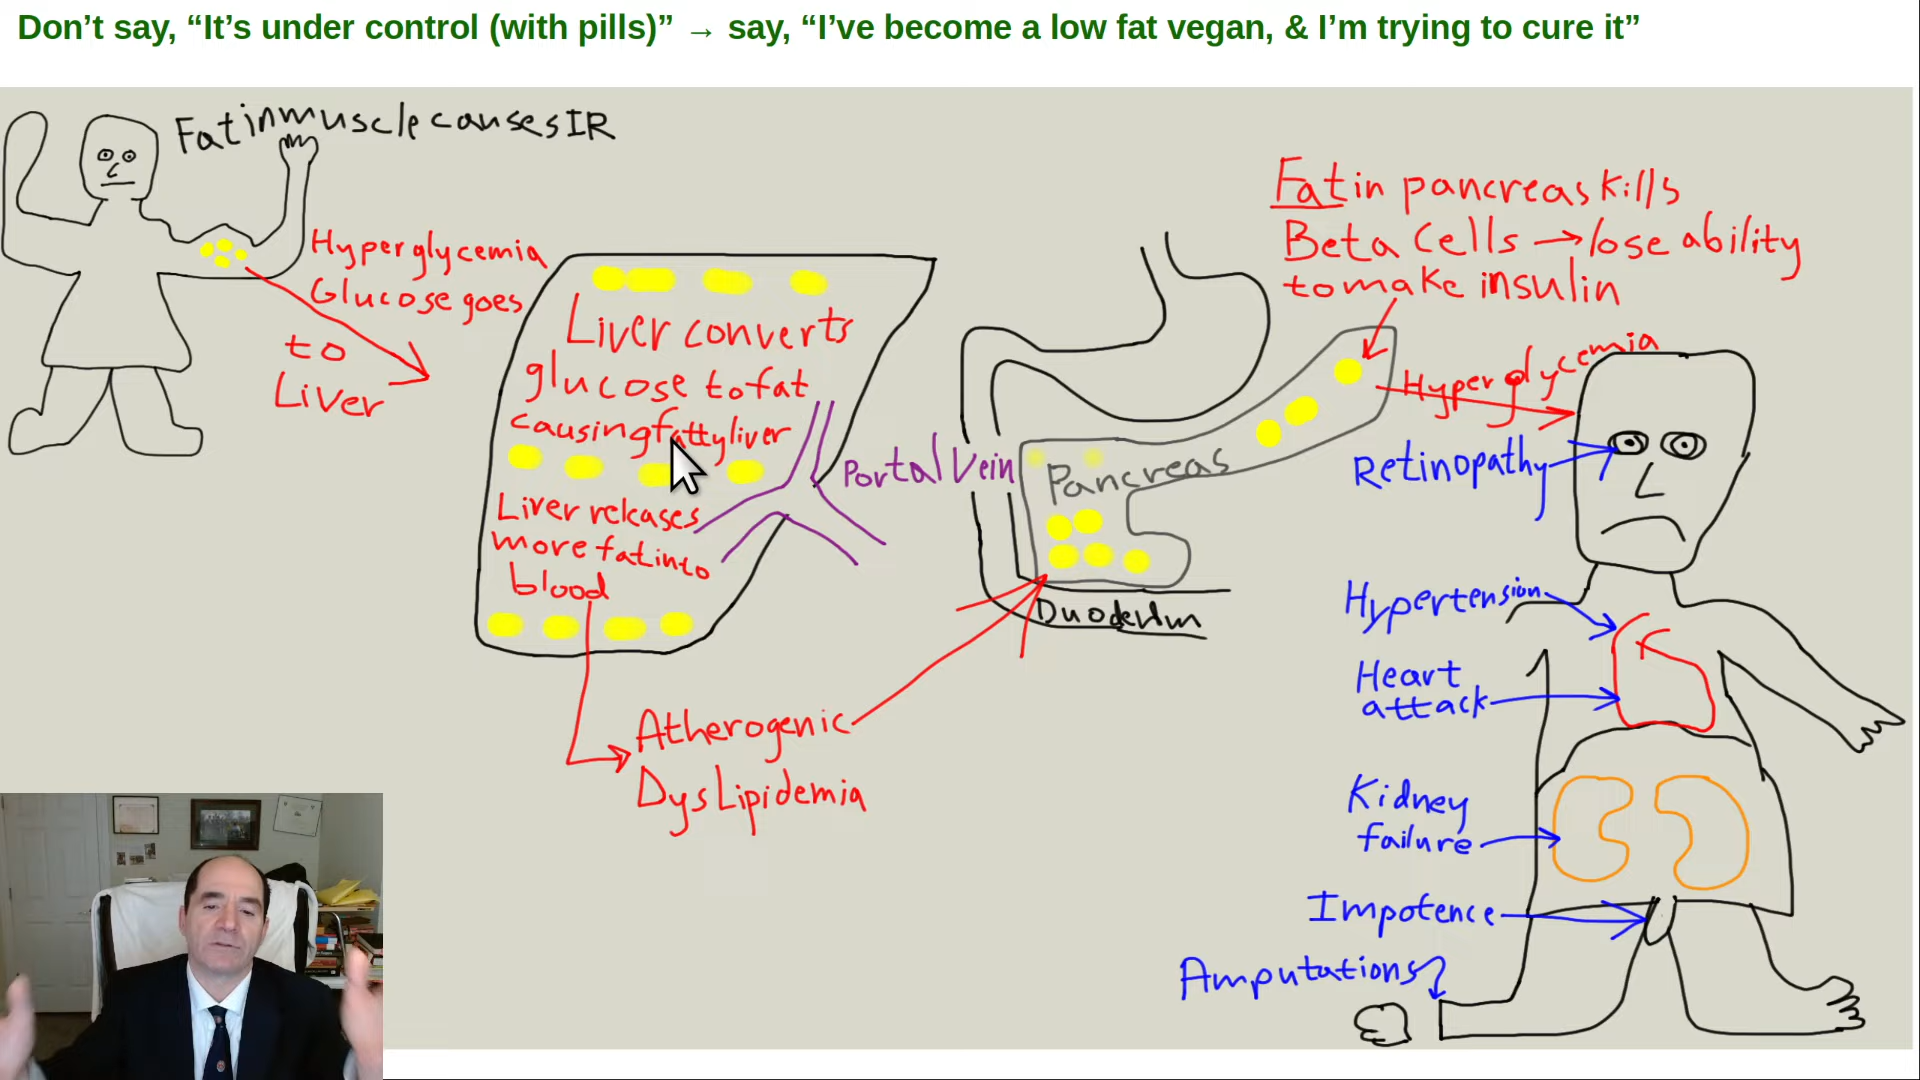 Don’t say, “It’s under control (with pills)” → say, “I’ve become a low fat vegan, & I’m trying to cure it”
Fat in muscle causes IR
Hyperglycemia
Glucose goes
to
Liver
Liver converts
glucose to fat
causing fatty liver
Liver releases
more fat into
blood
Portal Vein
Atherogenic
Dyslipidemia
Pancreas
Duodenum
Fat in pancreas kills
Beta Cells → lose ability
to make insulin
Hyperglycemia
Retinopathy
Hypertension
Heart
attack
Kidney
failure
Impotence
Amputations